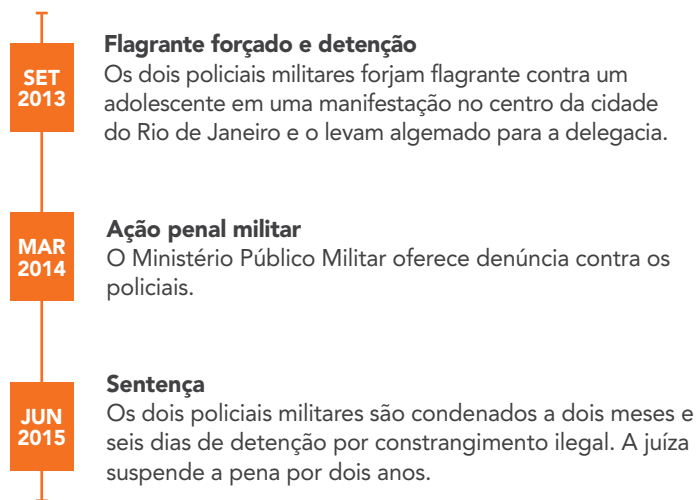 SET
2013
Flagrante forçado e detenção
Os dois policiais militares forjam flagrante contra um
adolescente em uma manifestação no centro da cidade
do Rio de Janeiro e o levam algemado para a delegacia.
MAR
2014
Ação penal militar
O Ministério Público Militar oferece denúncia contra os
policiais.
JUN
2015
Sentença
Os dois policiais militares são condenados a dois meses e
seis dias de detenção por constrangimento ilegal. A juíza
suspende a pena por dois anos.